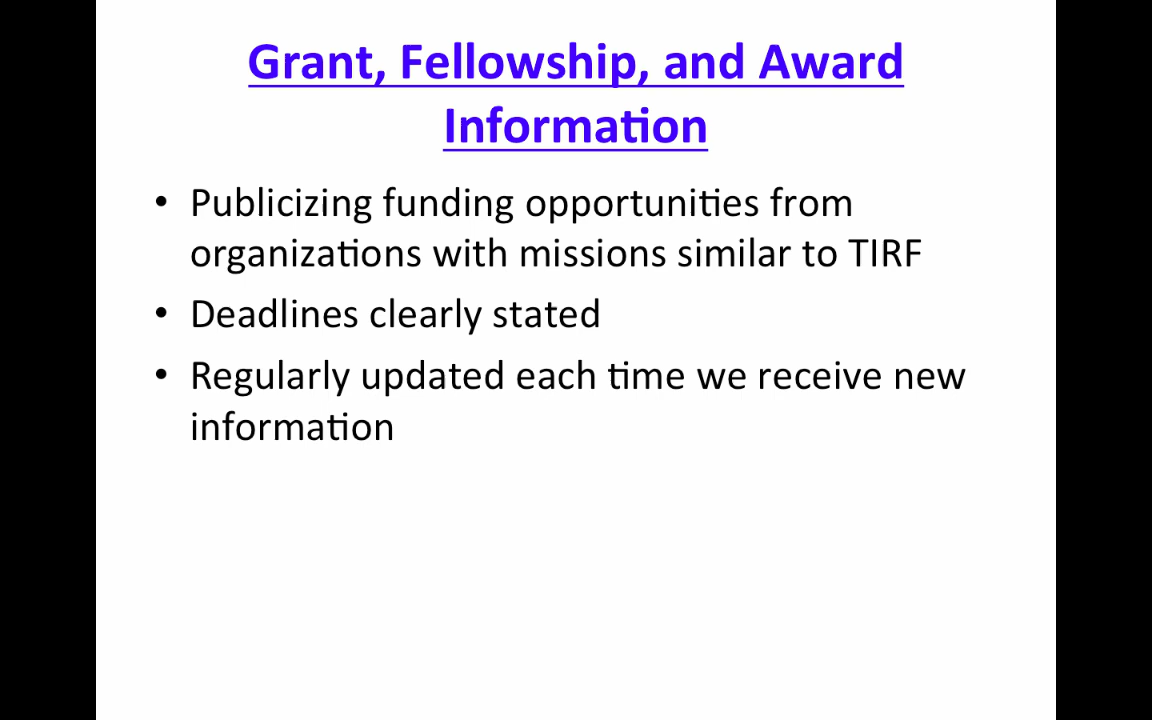 Grant, Fellowship, and Award
Information
• Publicizing funding opportunities from
organizations with missions similar to TIRF
• Deadlines clearly stated
• Regularly updated each time we receive new
information